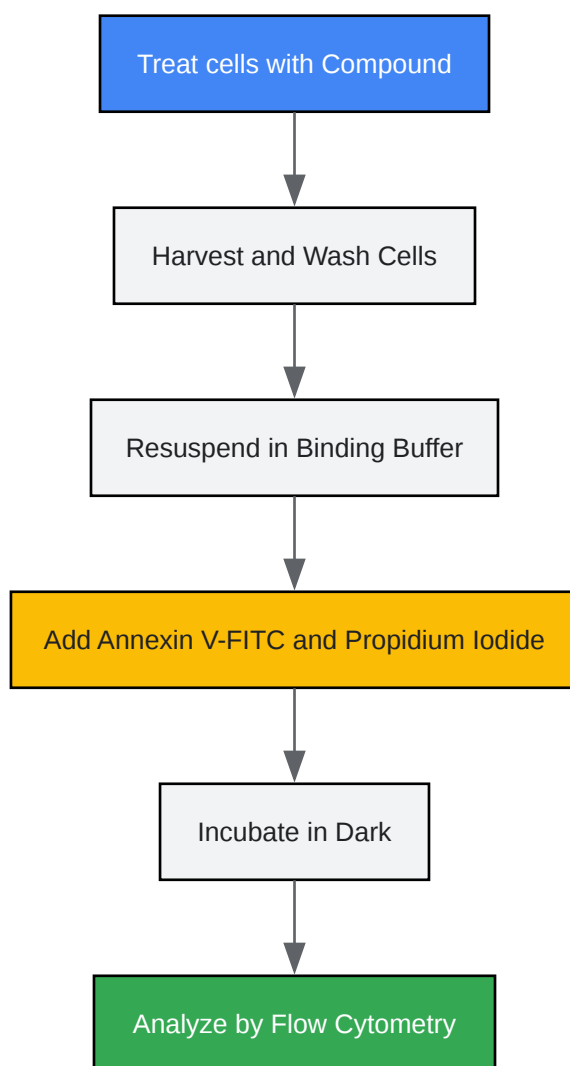 Treat cells with Compound
Harvest and Wash Cells
Resuspend in Binding Buffer
Add Annexin V-FITC and Propidium Iodide
Incubate in Dark
Analyze by Flow Cytometry